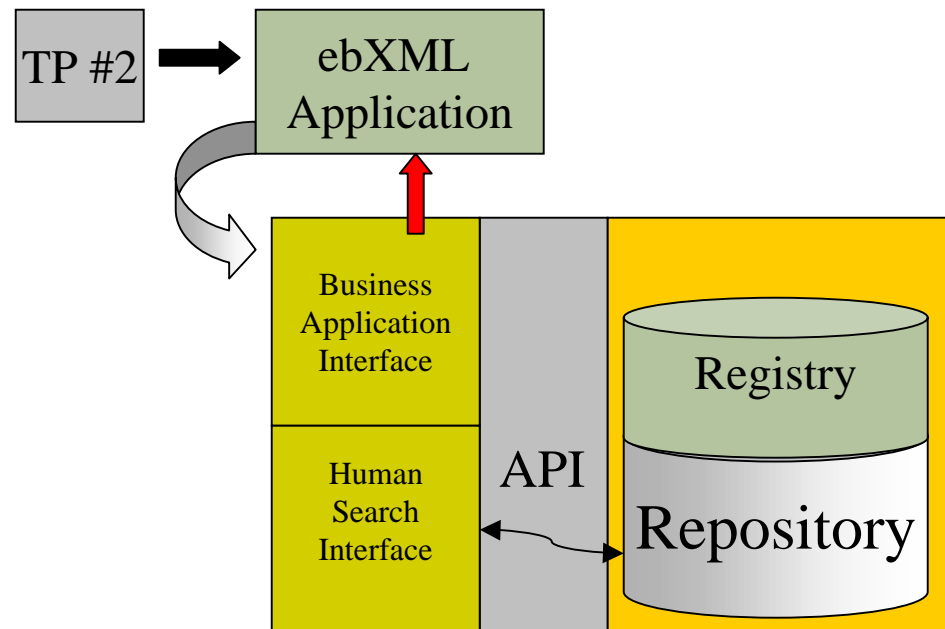 TP #2
ebXML
Application
Business
Application
Interface
Registry
API
Human
Search
Interface
Repository